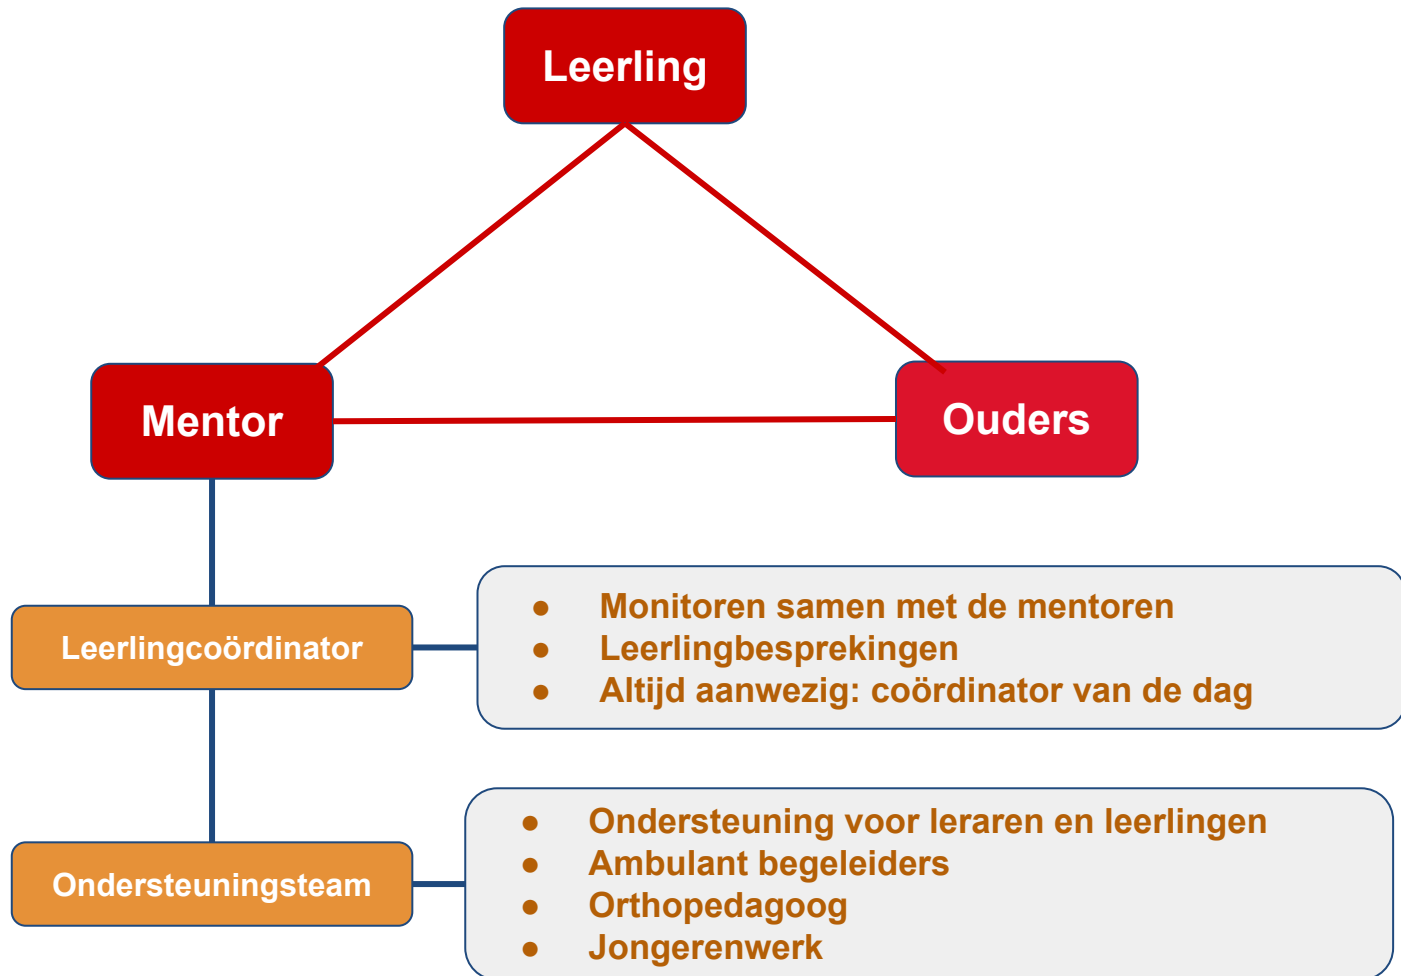 Leerling
Mentor
Ouders
Leerlingcoördinator
● Monitoren samen met de mentoren
● Leerlingbesprekingen
● Altijd aanwezig: coördinator van de dag
Ondersteuningsteam
● Ondersteuning voor leraren en leerlingen
● Ambulant begeleiders
● Orthopedagoog
● Jongerenwerk